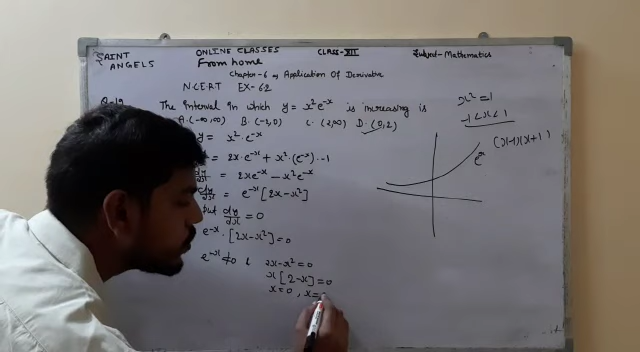 SAINT ANGELS
ONLINE CLASSES
From home
CLASS-XII
Subject - Mathematics
Chapter-6 → Application Of Derivative
NCERT EX-6.2
Q-19 The Interval in which y = x²e⁻ˣ is increasing is
A. (-∞,∞) B. (-2,0) C. (2,∞) D. (0,2)
y = x²·e⁻ˣ
= 2x·e⁻ˣ + x²·(e⁻ˣ)·-1
dy/dx = 2xe⁻ˣ - x²e⁻ˣ
dy/dx = e⁻ˣ[2x-x²]
put dy/dx = 0
e⁻ˣ·[2x-x²]=0
e⁻ˣ≠0 & 2x-x²=0
x[2-x]=0
x=0, x=
x²=1
-1<x<1
(x-1)(x+1)
eˣ